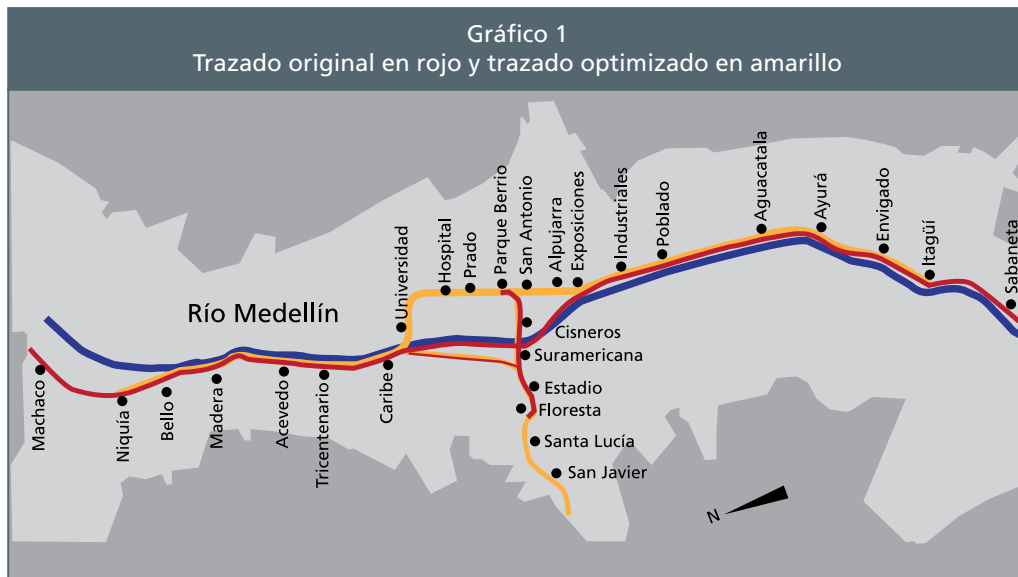 Gráfico 1
Trazado original en rojo y trazado optimizado en amarillo
Río Medellín
Machaco
Niquía
Bello
Madera
Acevedo
Tricentenario
Caribe
Universidad
Hospital
Prado
Parque Berrio
San Antonio
Alpujarra
Exposiciones
Industriales
Poblado
Aguacatala
Ayurá
Envigado
Itagüí
Sabaneta
Cisneros
Suramericana
Estadio
Floresta
Santa Lucía
San Javier
N